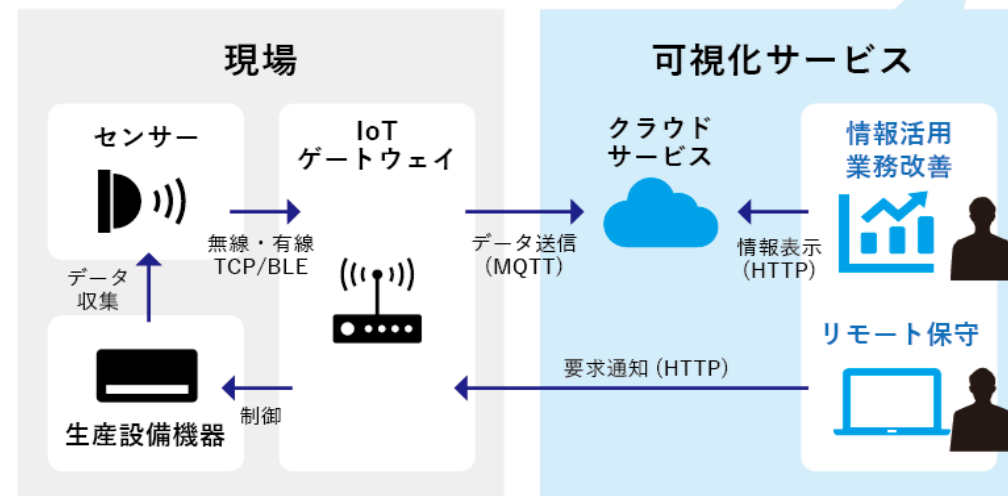 現場
可視化サービス
センサー
IoT
ゲートウェイ
クラウド
サービス
情報活用
業務改善
無線・有線
TCP/BLE
データ送信
(MQTT)
情報表示
(HTTP)
データ
収集
リモート保守
要求通知 (HTTP)
制御
生産設備機器